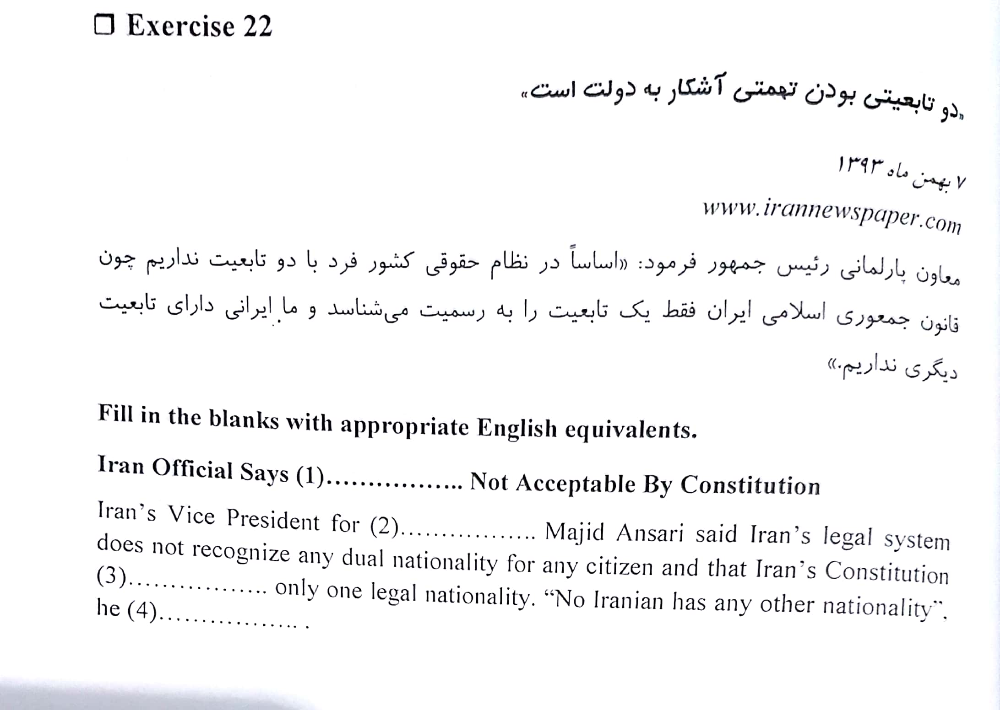 □ Exercise 22
«دو تابعیتی بودن تهمتی آشکار به دولت است»
۷ بهمن ماه ۱۳۹۳
www.irannewspaper.com
معاون پارلمانی رئیس جمهور فرمود: «اساساً در نظام حقوقی کشور فرد با دو تابعیت نداریم چون
قانون جمعوری اسلامی ایران فقط یک تابعیت را به رسمیت می‌شناسد و ما ایرانی دارای تابعیت
دیگری نداریم.»
Fill in the blanks with appropriate English equivalents.
Iran Official Says (1)................. Not Acceptable By Constitution
Iran's Vice President for (2)................. Majid Ansari said Iran's legal system
does not recognize any dual nationality for any citizen and that Iran's Constitution
(3)................. only one legal nationality. “No Iranian has any other nationality”,
he (4)................. .